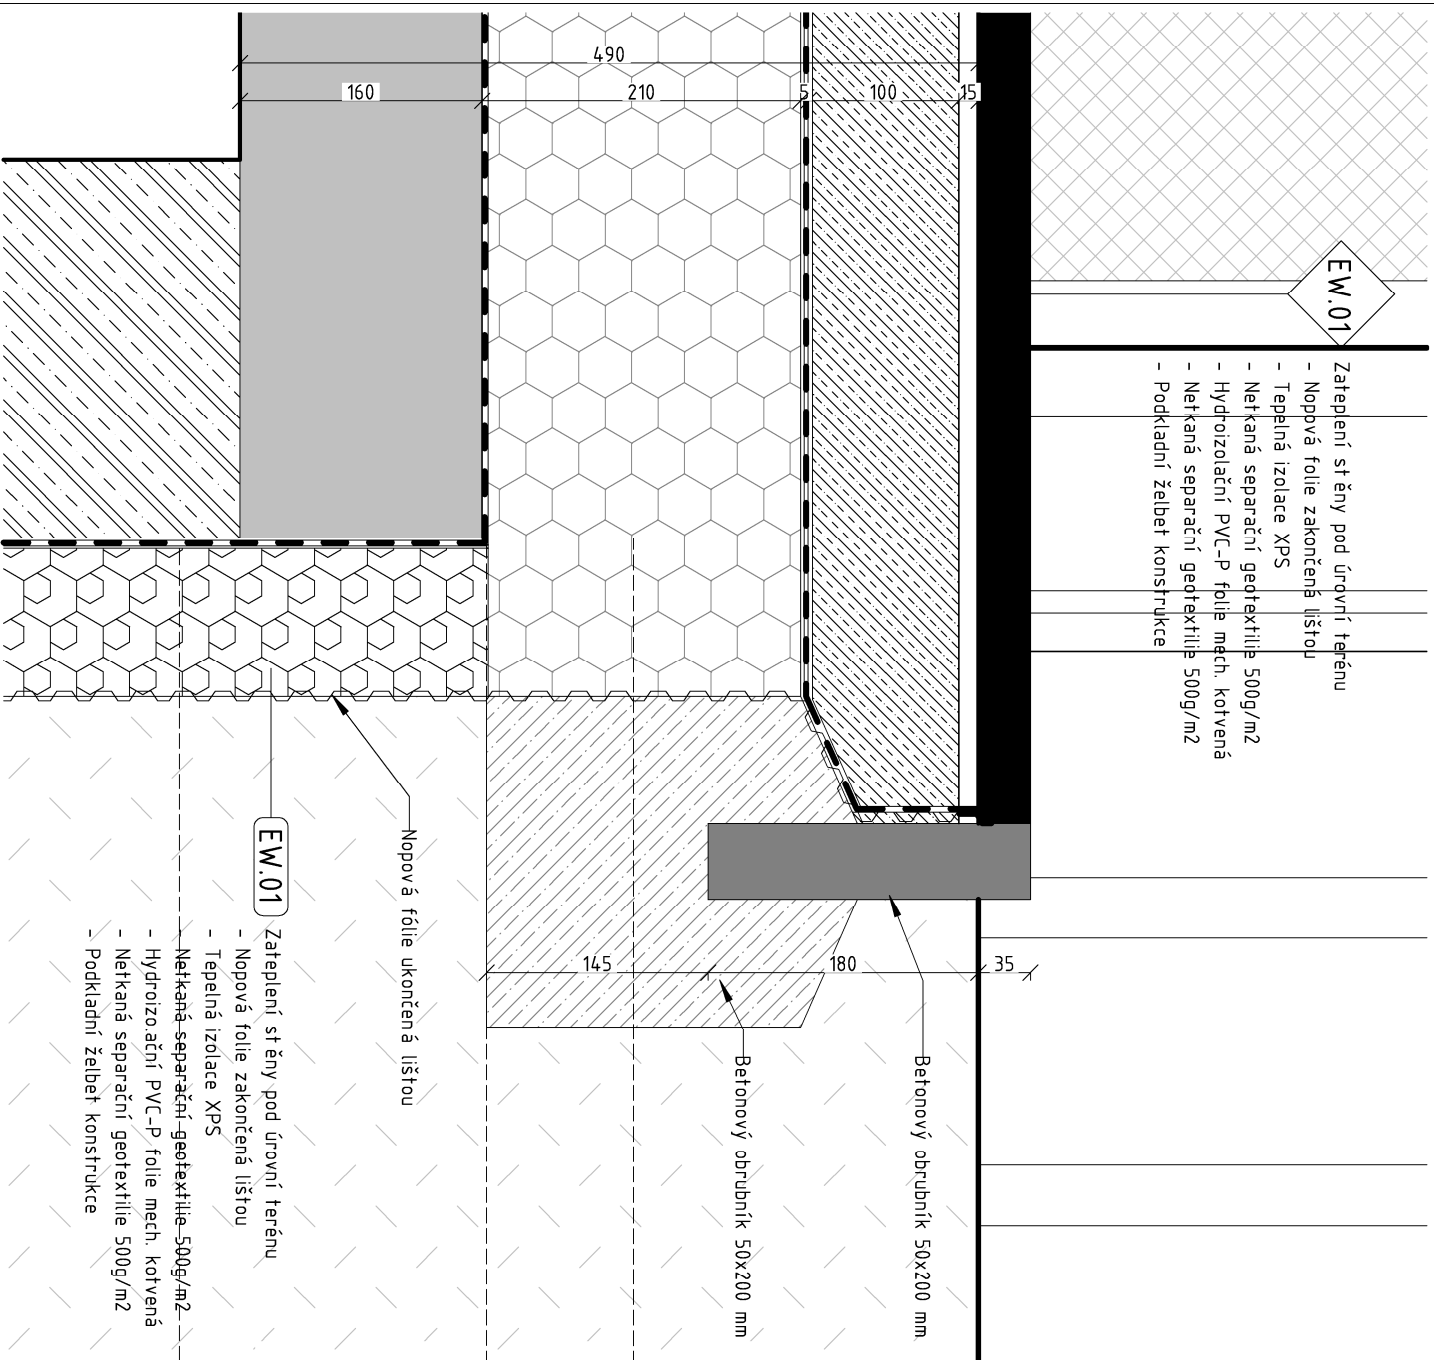 490
160
210
5
100
15
EW.01
Zateplení stěny pod úrovní terénu
- Nopová folie zakončená lištou
- Tepelná izolace XPS
- Netkaná separační geotextilie 500g/m2
- Hydroizolační PVC-P folie mech. kotvená
- Netkaná separační geotextilie 500g/m2
- Podkladní želbet konstrukce
Nopová fólie ukončená lištou
EW.01
Zateplení stěny pod úrovní terénu
- Nopová folie zakončená lištou
- Tepelná izolace XPS
- Netkaná separační geotextilie 500g/m2
- Hydroizo.ační PVC-P folie mech. kotvená
- Netkaná separační geotextilie 500g/m2
- Podkladní želbet konstrukce
145
180
35
Betonový obrubník 50x200 mm
Betonový obrubník 50x200 mm